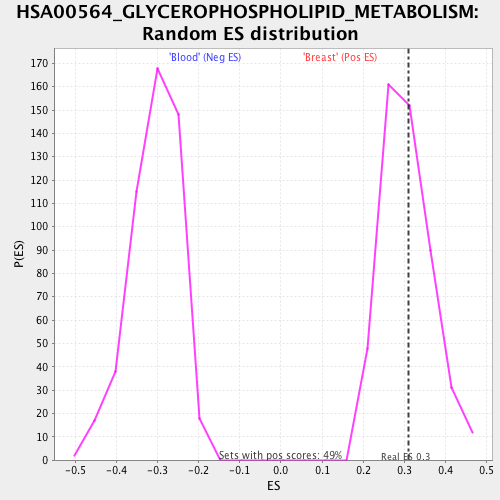 HSA00564_GLYCEROPHOSPHOLIPID_METABOLISM:
Random ES distribution
'Blood' (Neg ES) 'Breast' (Pos ES)
170
160
150
140
130
120
110
100
90
80
70
60
50
40
30
20
10
0
P(ES)
Sets with pos scores: 49% Real ES 0.3
-0.5 -0.4 -0.3 -0.2 -0.1 0.0 0.1 0.2 0.3 0.4 0.5
ES